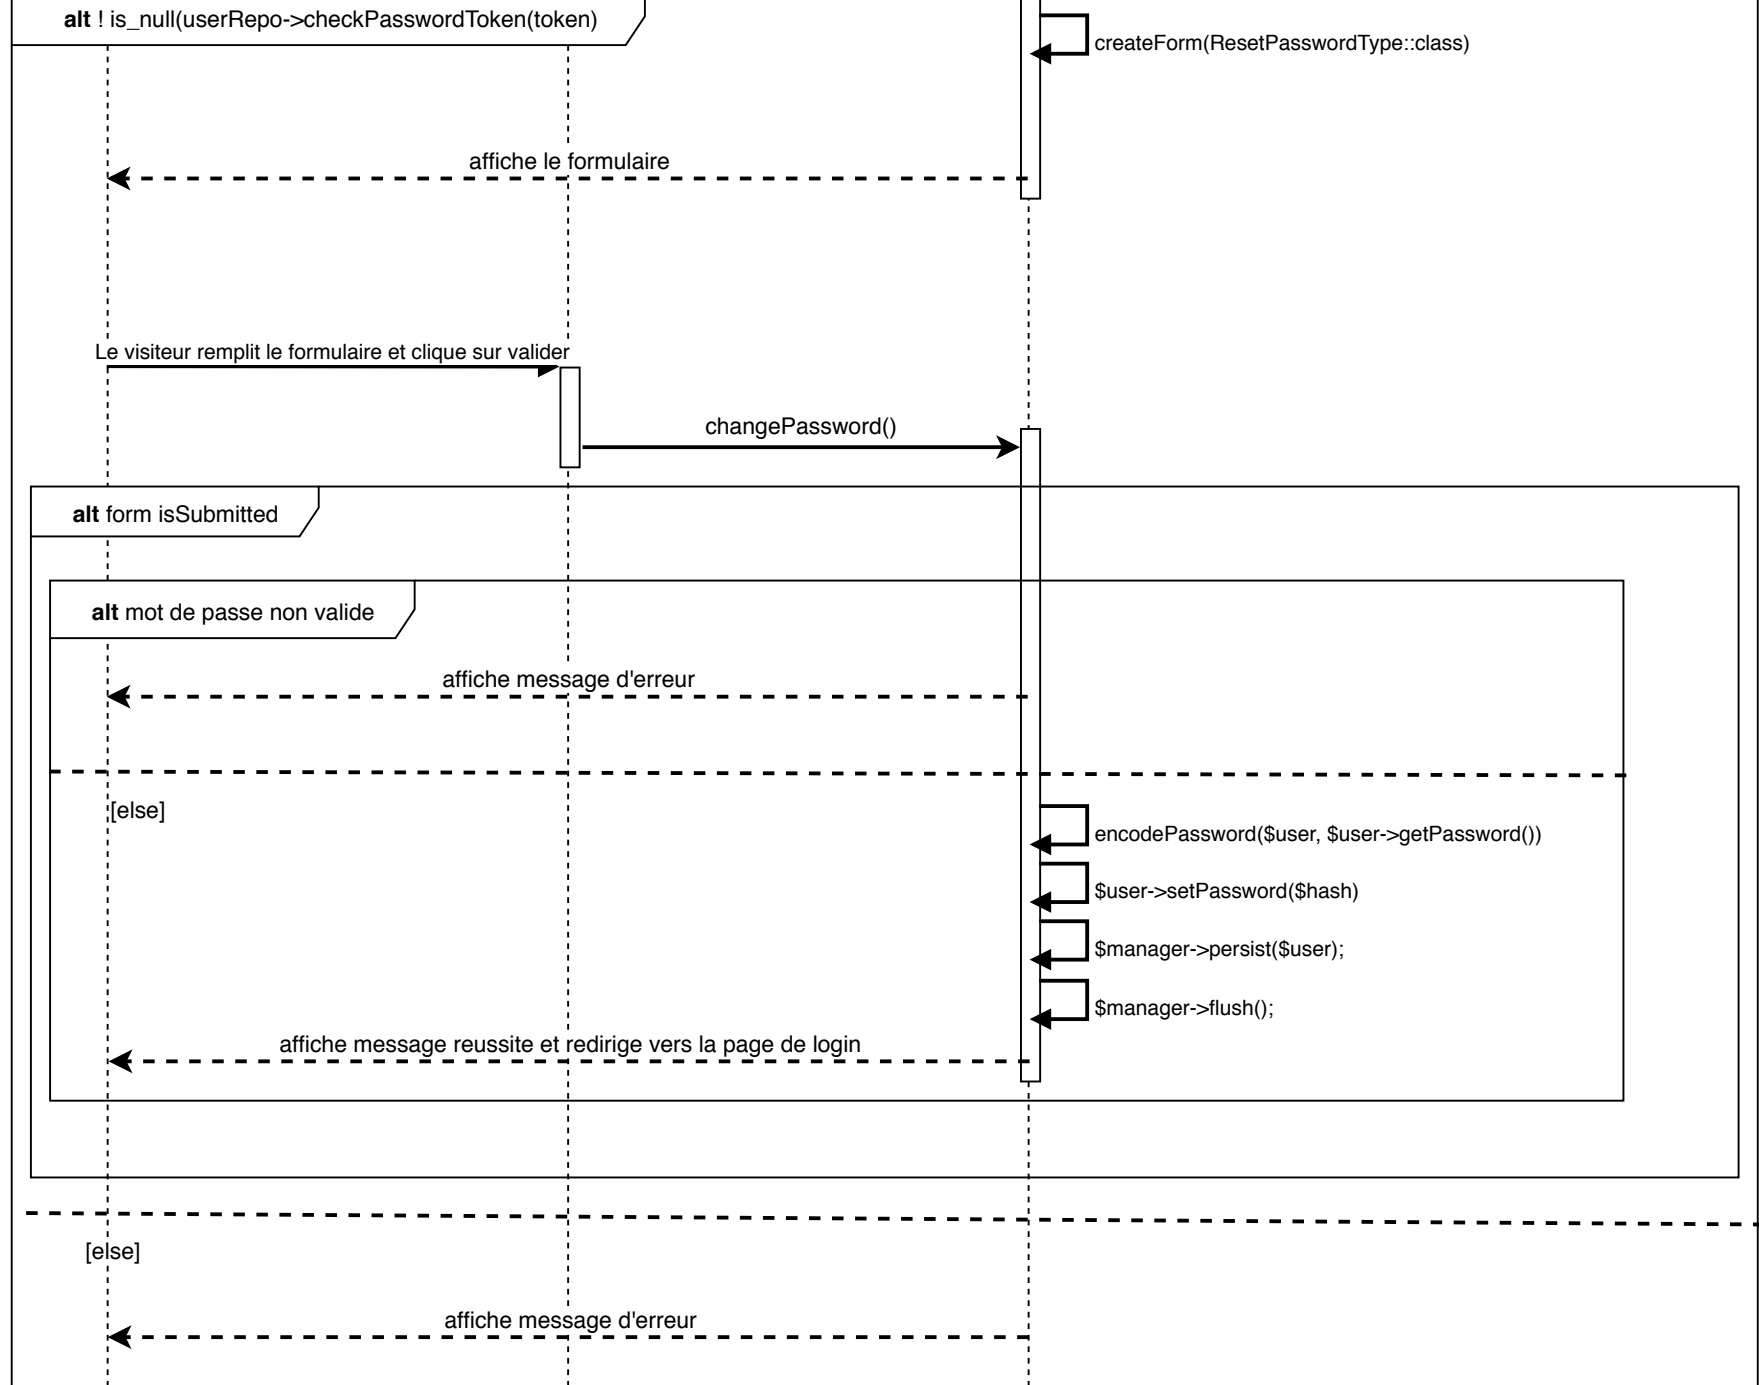 alt ! is_null(userRepo->checkPasswordToken(token)
createForm(ResetPasswordType::class)
affiche le formulaire
Le visiteur remplit le formulaire et clique sur valider
changePassword()
alt form isSubmitted
alt mot de passe non valide
affiche message d'erreur
[else]
encodePassword($user, $user->getPassword())
$user->setPassword($hash)
$manager->persist($user);
$manager->flush();
affiche message reussite et redirige vers la page de login
[else]
affiche message d'erreur